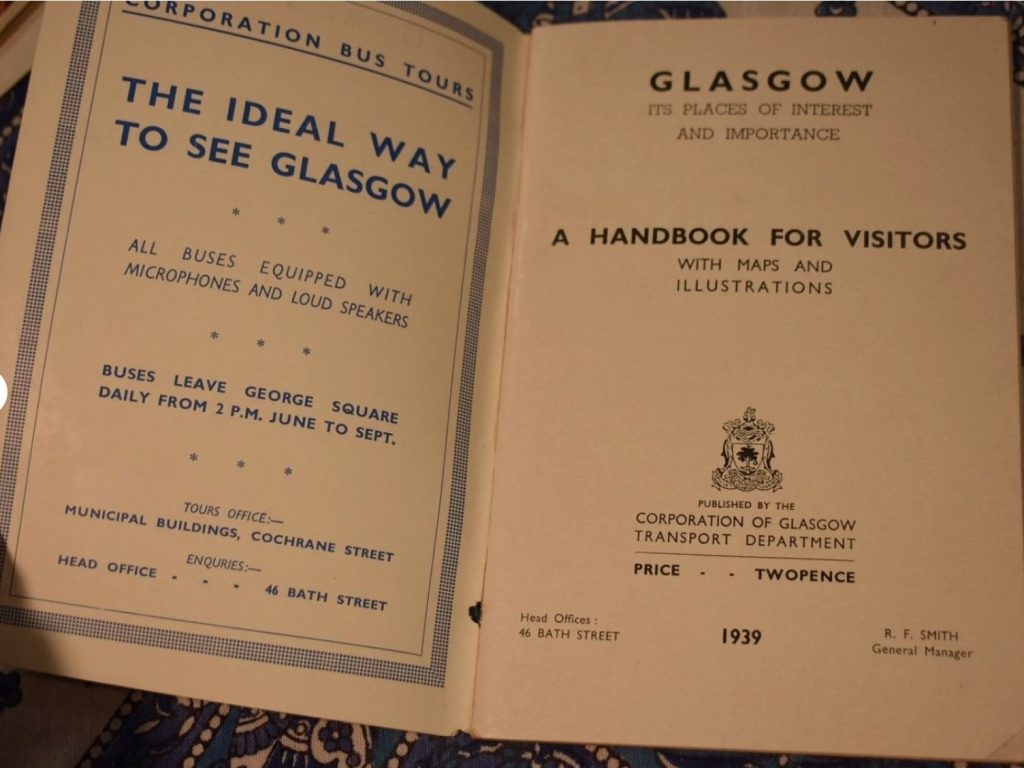 CORPORATION BUS TOURS
THE IDEAL WAY
TO SEE GLASGOW
* * *
ALL BUSES EQUIPPED WITH
MICROPHONES AND LOUD SPEAKERS
* * *
BUSES LEAVE GEORGE SQUARE
DAILY FROM 2 P.M. JUNE TO SEPT.
* * *
TOURS OFFICE:—
MUNICIPAL BUILDINGS, COCHRANE STREET
ENQURIES:—
HEAD OFFICE - - - 46 BATH STREET
GLASGOW
ITS PLACES OF INTEREST
AND IMPORTANCE
A HANDBOOK FOR VISITORS
WITH MAPS AND
ILLUSTRATIONS
PUBLISHED BY THE
CORPORATION OF GLASGOW
TRANSPORT DEPARTMENT
PRICE - - TWOPENCE
Head Offices :
46 BATH STREET
1939
R. F. SMITH
General Manager